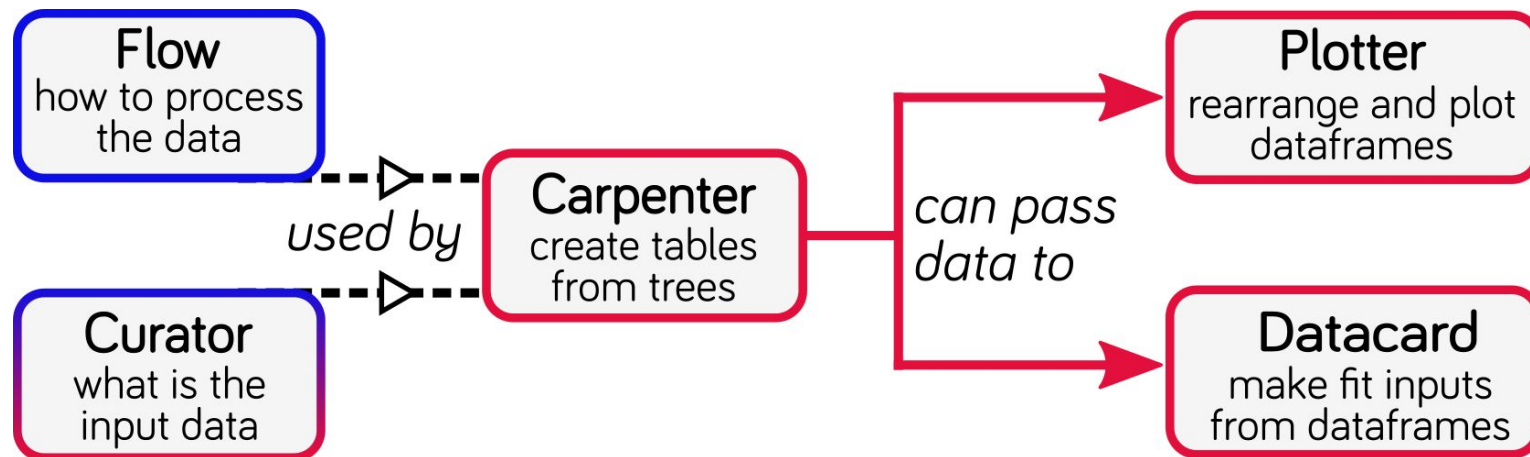 Flow
how to process
the data
used by
Curator
what is the
input data
Carpenter
create tables
from trees
can pass
data to
Plotter
rearrange and plot
dataframes
Datacard
make fit inputs
from dataframes